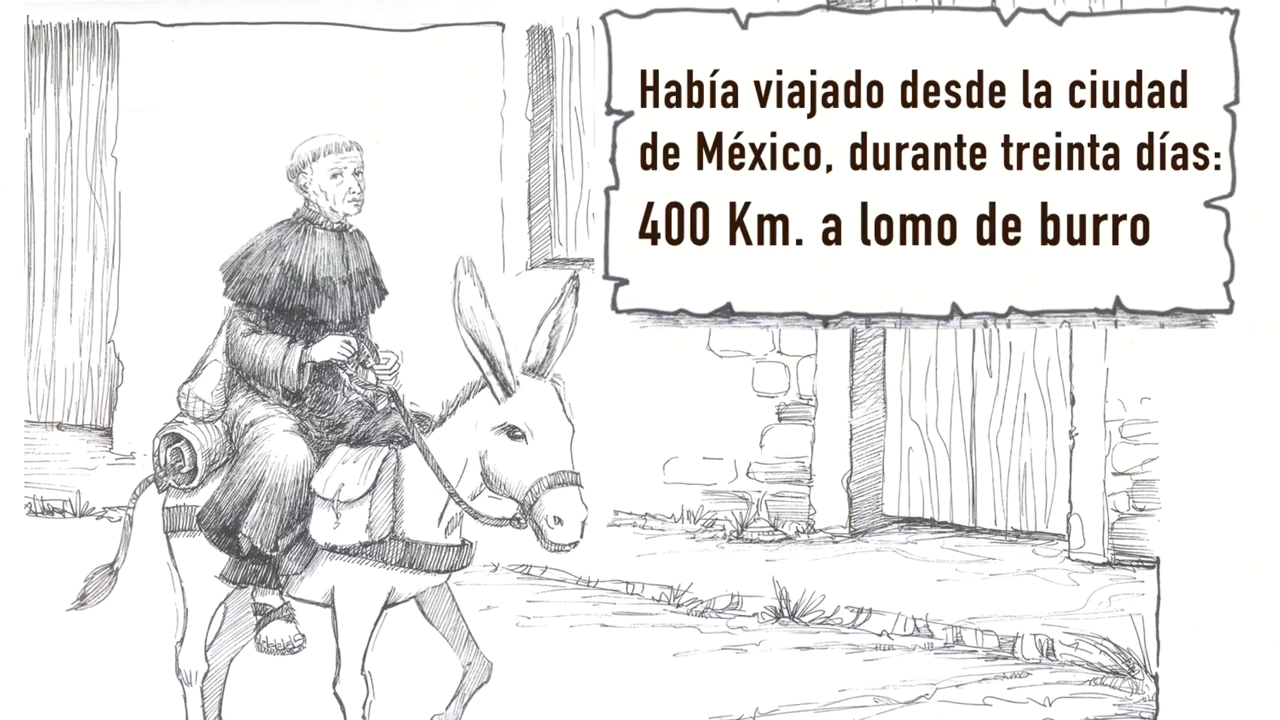 Había viajado desde la ciudad
de México, durante treinta días:
400 Km. a lomo de burro